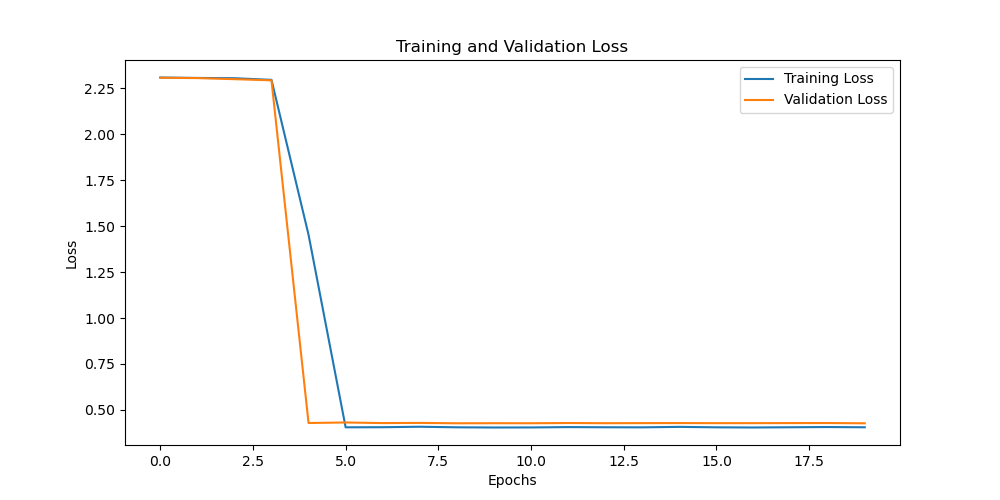 Training and Validation Loss
Training Loss
Validation Loss
2.25
2.00
1.75
1.50
1.25
1.00
0.75
0.50
Loss
0.0 2.5 5.0 7.5 10.0 12.5 15.0 17.5
Epochs